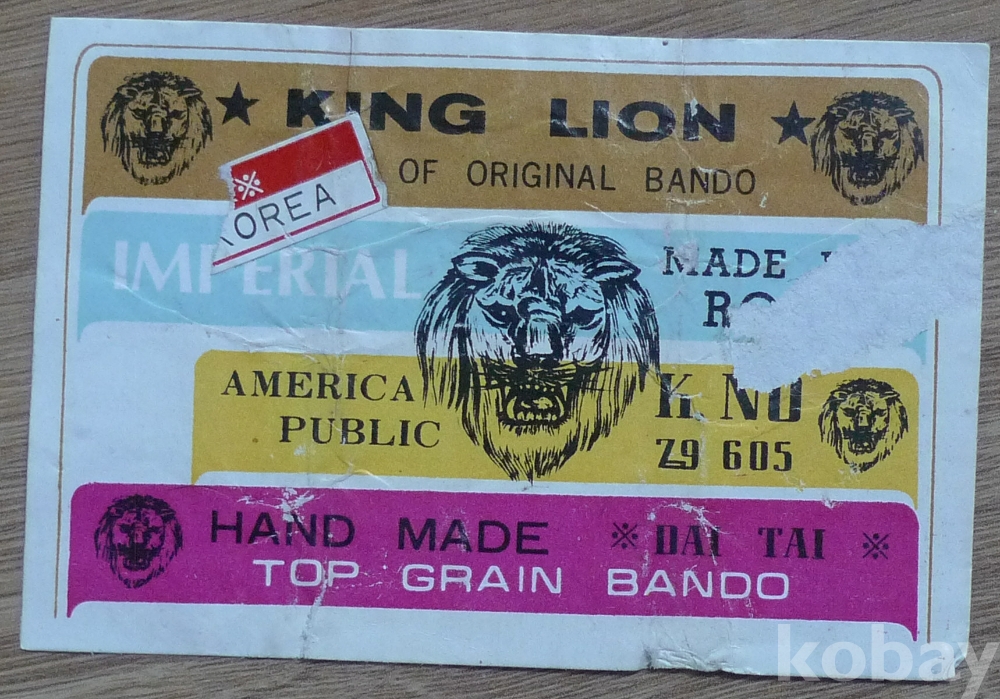 ★ KING LION ★
OF ORIGINAL BANDO
※
KOREA
IMPERIAL
MADE
AMERICA
PUBLIC
K NO
Z9 605
HAND MADE ※ DAI TAI ※
TOP GRAIN BANDO
kobay